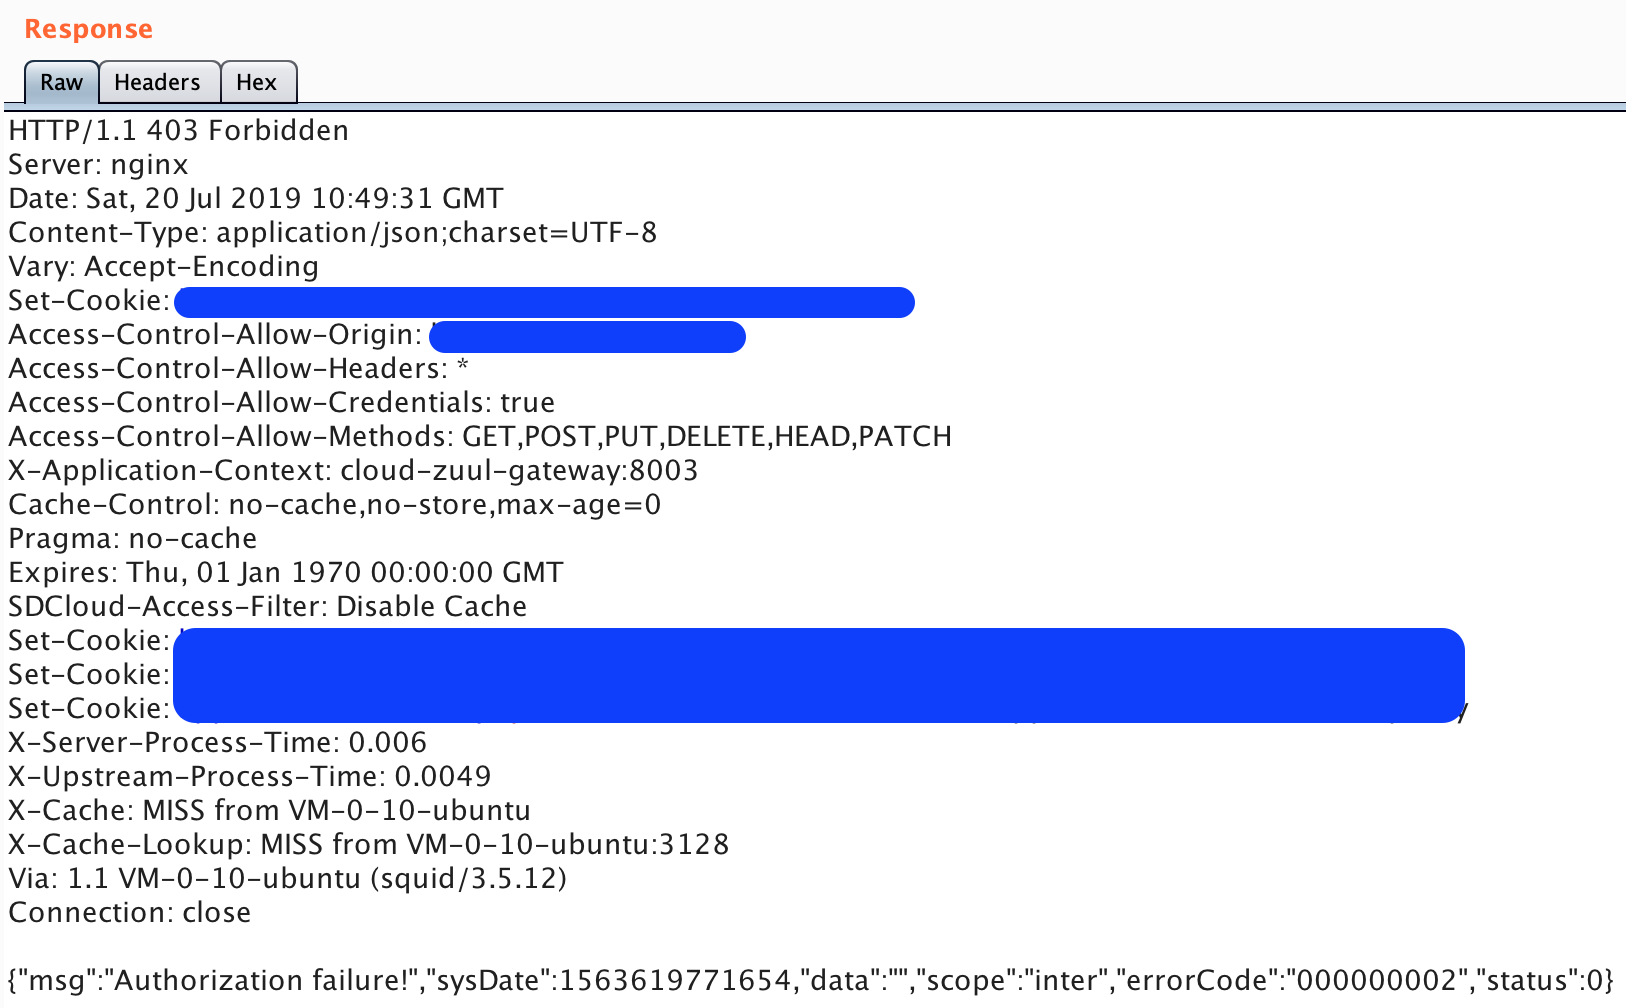 Response
Raw Headers Hex
HTTP/1.1 403 Forbidden
Server: nginx
Date: Sat, 20 Jul 2019 10:49:31 GMT
Content-Type: application/json;charset=UTF-8
Vary: Accept-Encoding
Set-Cookie:
Access-Control-Allow-Origin:
Access-Control-Allow-Headers: *
Access-Control-Allow-Credentials: true
Access-Control-Allow-Methods: GET,POST,PUT,DELETE,HEAD,PATCH
X-Application-Context: cloud-zuul-gateway:8003
Cache-Control: no-cache,no-store,max-age=0
Pragma: no-cache
Expires: Thu, 01 Jan 1970 00:00:00 GMT
SDCloud-Access-Filter: Disable Cache
Set-Cookie:
Set-Cookie:
Set-Cookie:
X-Server-Process-Time: 0.006
X-Upstream-Process-Time: 0.0049
X-Cache: MISS from VM-0-10-ubuntu
X-Cache-Lookup: MISS from VM-0-10-ubuntu:3128
Via: 1.1 VM-0-10-ubuntu (squid/3.5.12)
Connection: close
{"msg":"Authorization failure!","sysDate":1563619771654,"data":"","scope":"inter","errorCode":"000000002","status":0}